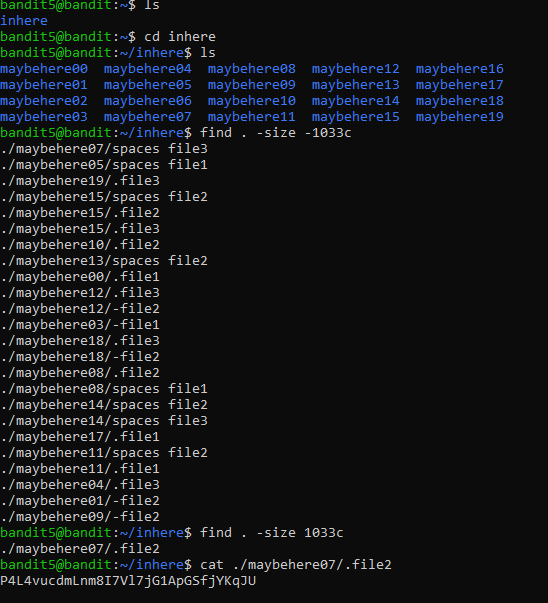 bandit5@bandit:~$ ls
inhere
bandit5@bandit:~$ cd inhere
bandit5@bandit:~/inhere$ ls
maybehere00 maybehere04 maybehere08 maybehere12 maybehere16
maybehere01 maybehere05 maybehere09 maybehere13 maybehere17
maybehere02 maybehere06 maybehere10 maybehere14 maybehere18
maybehere03 maybehere07 maybehere11 maybehere15 maybehere19
bandit5@bandit:~/inhere$ find . -size -1033c
./maybehere07/spaces file3
./maybehere05/spaces file1
./maybehere19/.file3
./maybehere15/spaces file2
./maybehere15/.file2
./maybehere15/.file3
./maybehere10/.file2
./maybehere13/spaces file2
./maybehere00/.file1
./maybehere12/.file3
./maybehere12/-file2
./maybehere03/-file1
./maybehere18/.file3
./maybehere18/-file2
./maybehere08/.file2
./maybehere08/spaces file1
./maybehere14/spaces file2
./maybehere14/spaces file3
./maybehere17/.file1
./maybehere11/spaces file2
./maybehere11/.file1
./maybehere04/.file3
./maybehere01/-file2
./maybehere09/-file2
bandit5@bandit:~/inhere$ find . -size 1033c
./maybehere07/.file2
bandit5@bandit:~/inhere$ cat ./maybehere07/.file2
P4L4vucdmLnm8I7Vl7jG1ApGSfjYKqJU